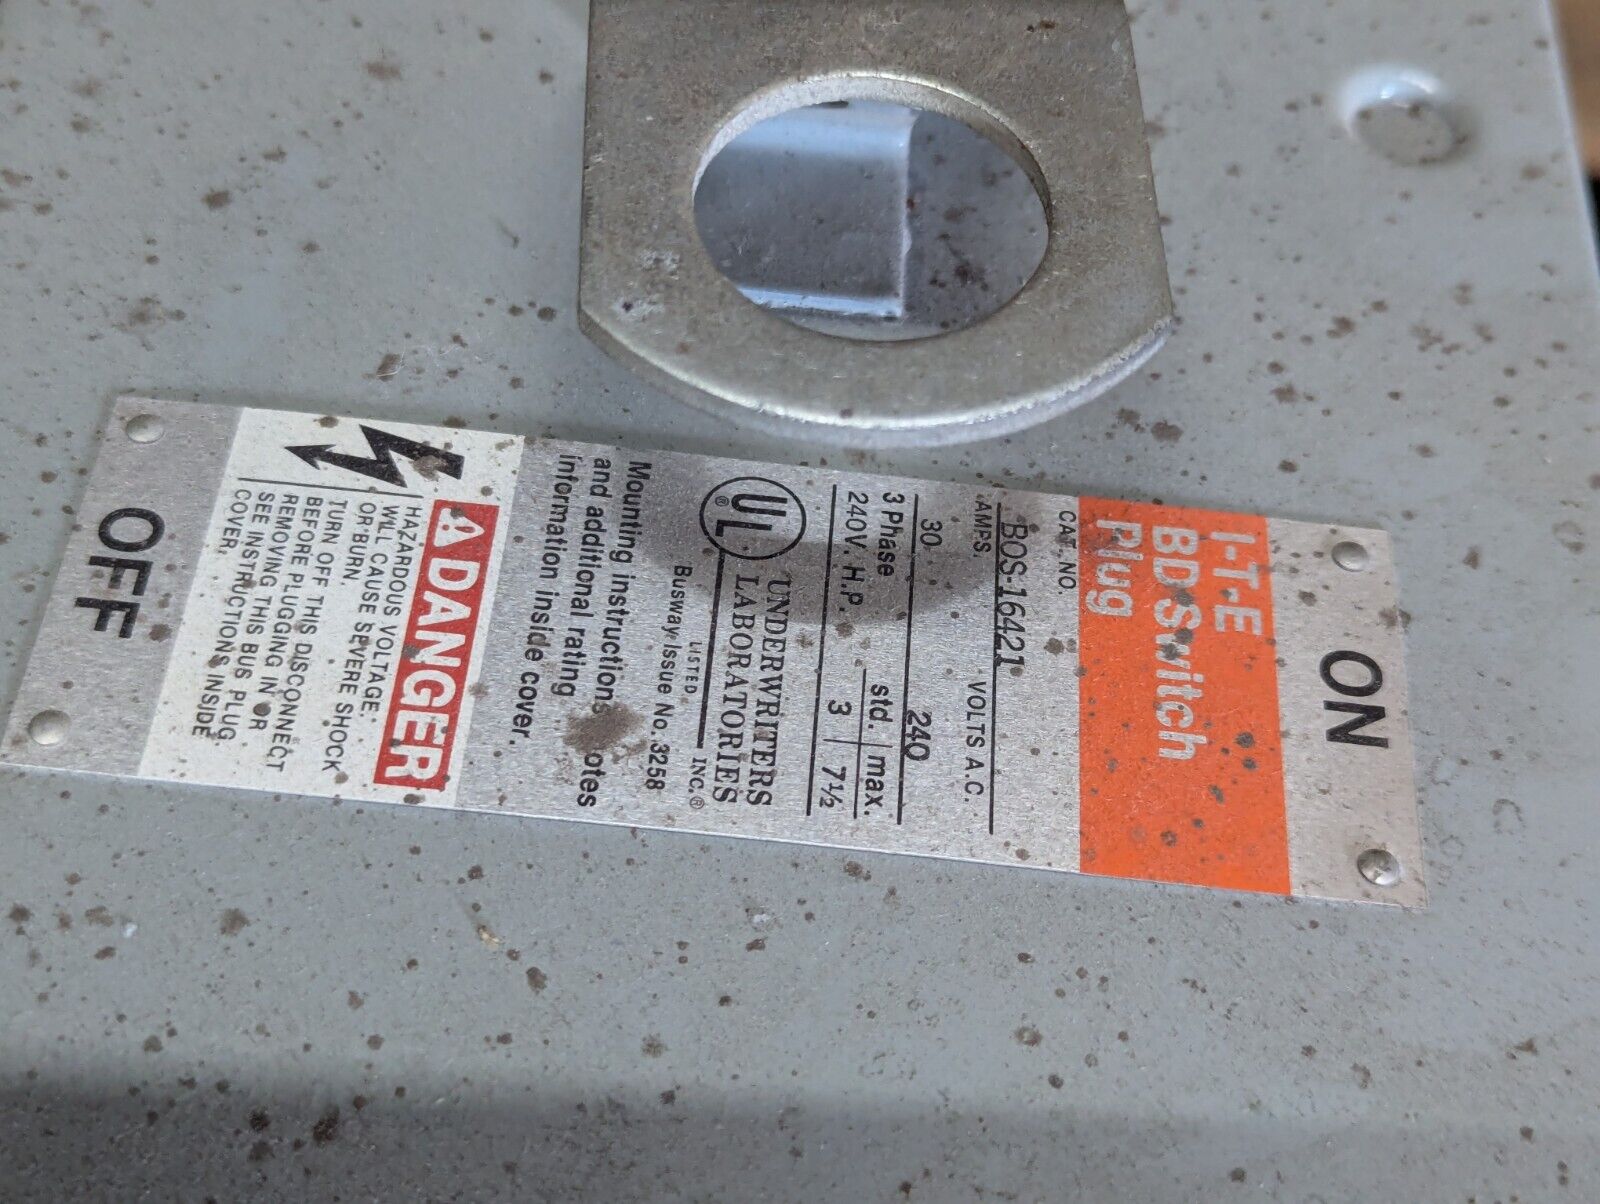 ON
I-T-E
BD Switch
Plug
CAT. NO.
BOS-16421
AMPS. VOLTS A.C.
30 240
3 Phase std. max.
240V. H.P. 3 7½
UL® UNDERWRITERS
LABORATORIES
LISTED INC.®
Busway Issue No. 3258
Mounting instructions
and additional rating
information inside cover.
DANGER
HAZARDOUS VOLTAGE.
WILL CAUSE SEVERE SHOCK
OR BURN.
TURN OFF THIS DISCONNECT
BEFORE PLUGGING IN OR
REMOVING THIS BUS PLUG.
SEE INSTRUCTIONS INSIDE
COVER.
OFF